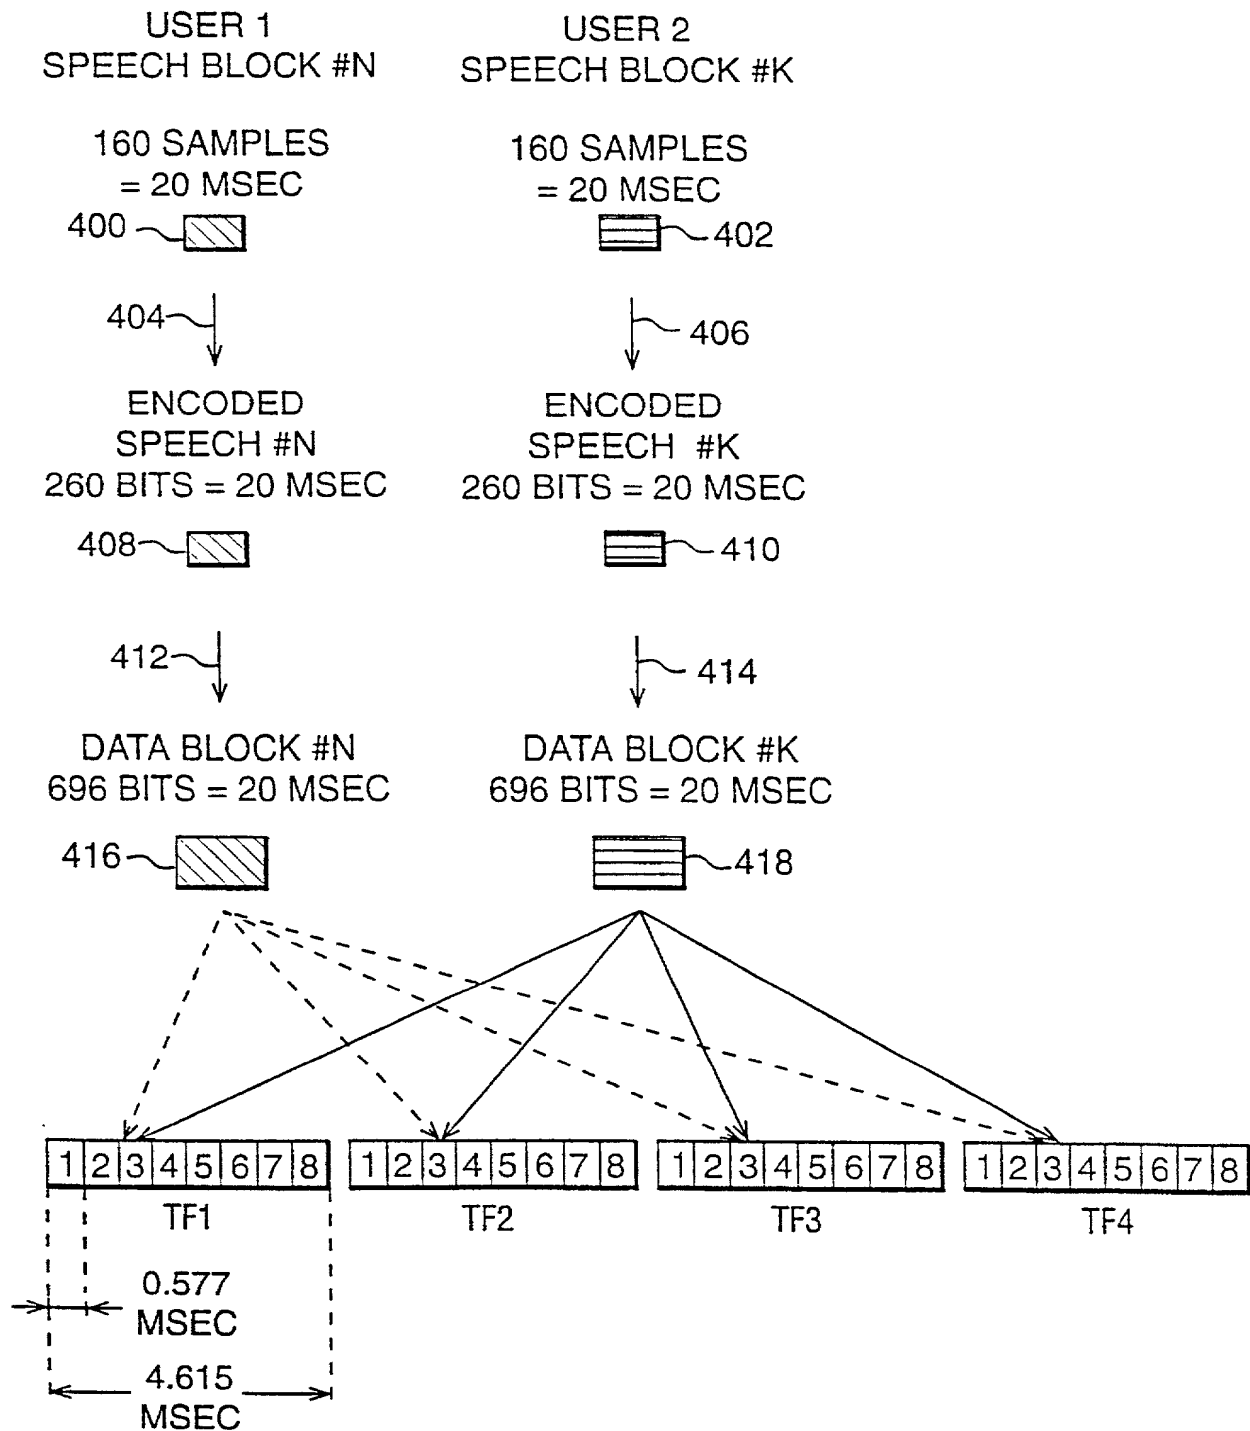 USER 1
SPEECH BLOCK #N
USER 2
SPEECH BLOCK #K
160 SAMPLES
= 20 MSEC
160 SAMPLES
= 20 MSEC
400
402
404
406
ENCODED
SPEECH #N
260 BITS = 20 MSEC
ENCODED
SPEECH #K
260 BITS = 20 MSEC
408
410
412
414
DATA BLOCK #N
696 BITS = 20 MSEC
DATA BLOCK #K
696 BITS = 20 MSEC
416
418
1 2 3 4 5 6 7 8
1 2 3 4 5 6 7 8
1 2 3 4 5 6 7 8
1 2 3 4 5 6 7 8
TF1
TF2
TF3
TF4
0.577
MSEC
4.615
MSEC